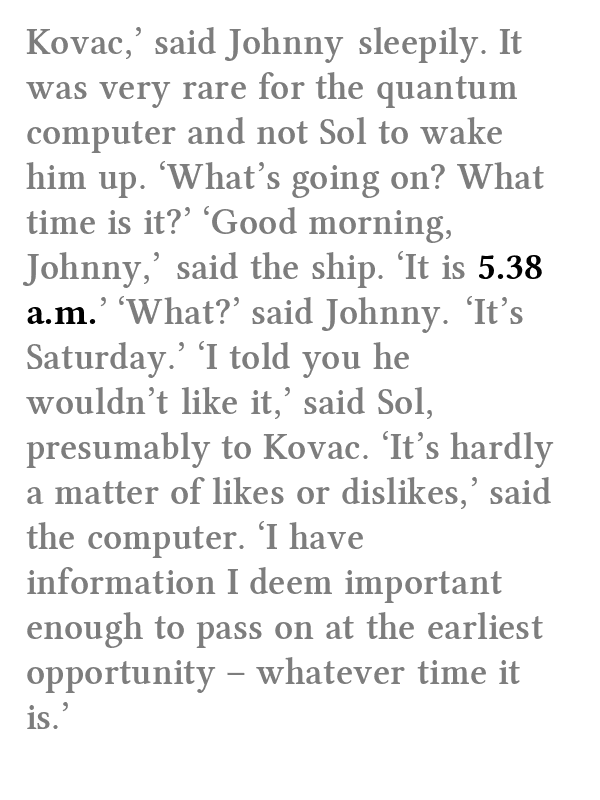 Kovac,’ said Johnny sleepily. It
was very rare for the quantum
computer and not Sol to wake
him up. ‘What’s going on? What
time is it?’ ‘Good morning,
Johnny,’ said the ship. ‘It is 5.38
a.m.’ ‘What?’ said Johnny. ‘It’s
Saturday.’ ‘I told you he
wouldn’t like it,’ said Sol,
presumably to Kovac. ‘It’s hardly
a matter of likes or dislikes,’ said
the computer. ‘I have
information I deem important
enough to pass on at the earliest
opportunity – whatever time it
is.’